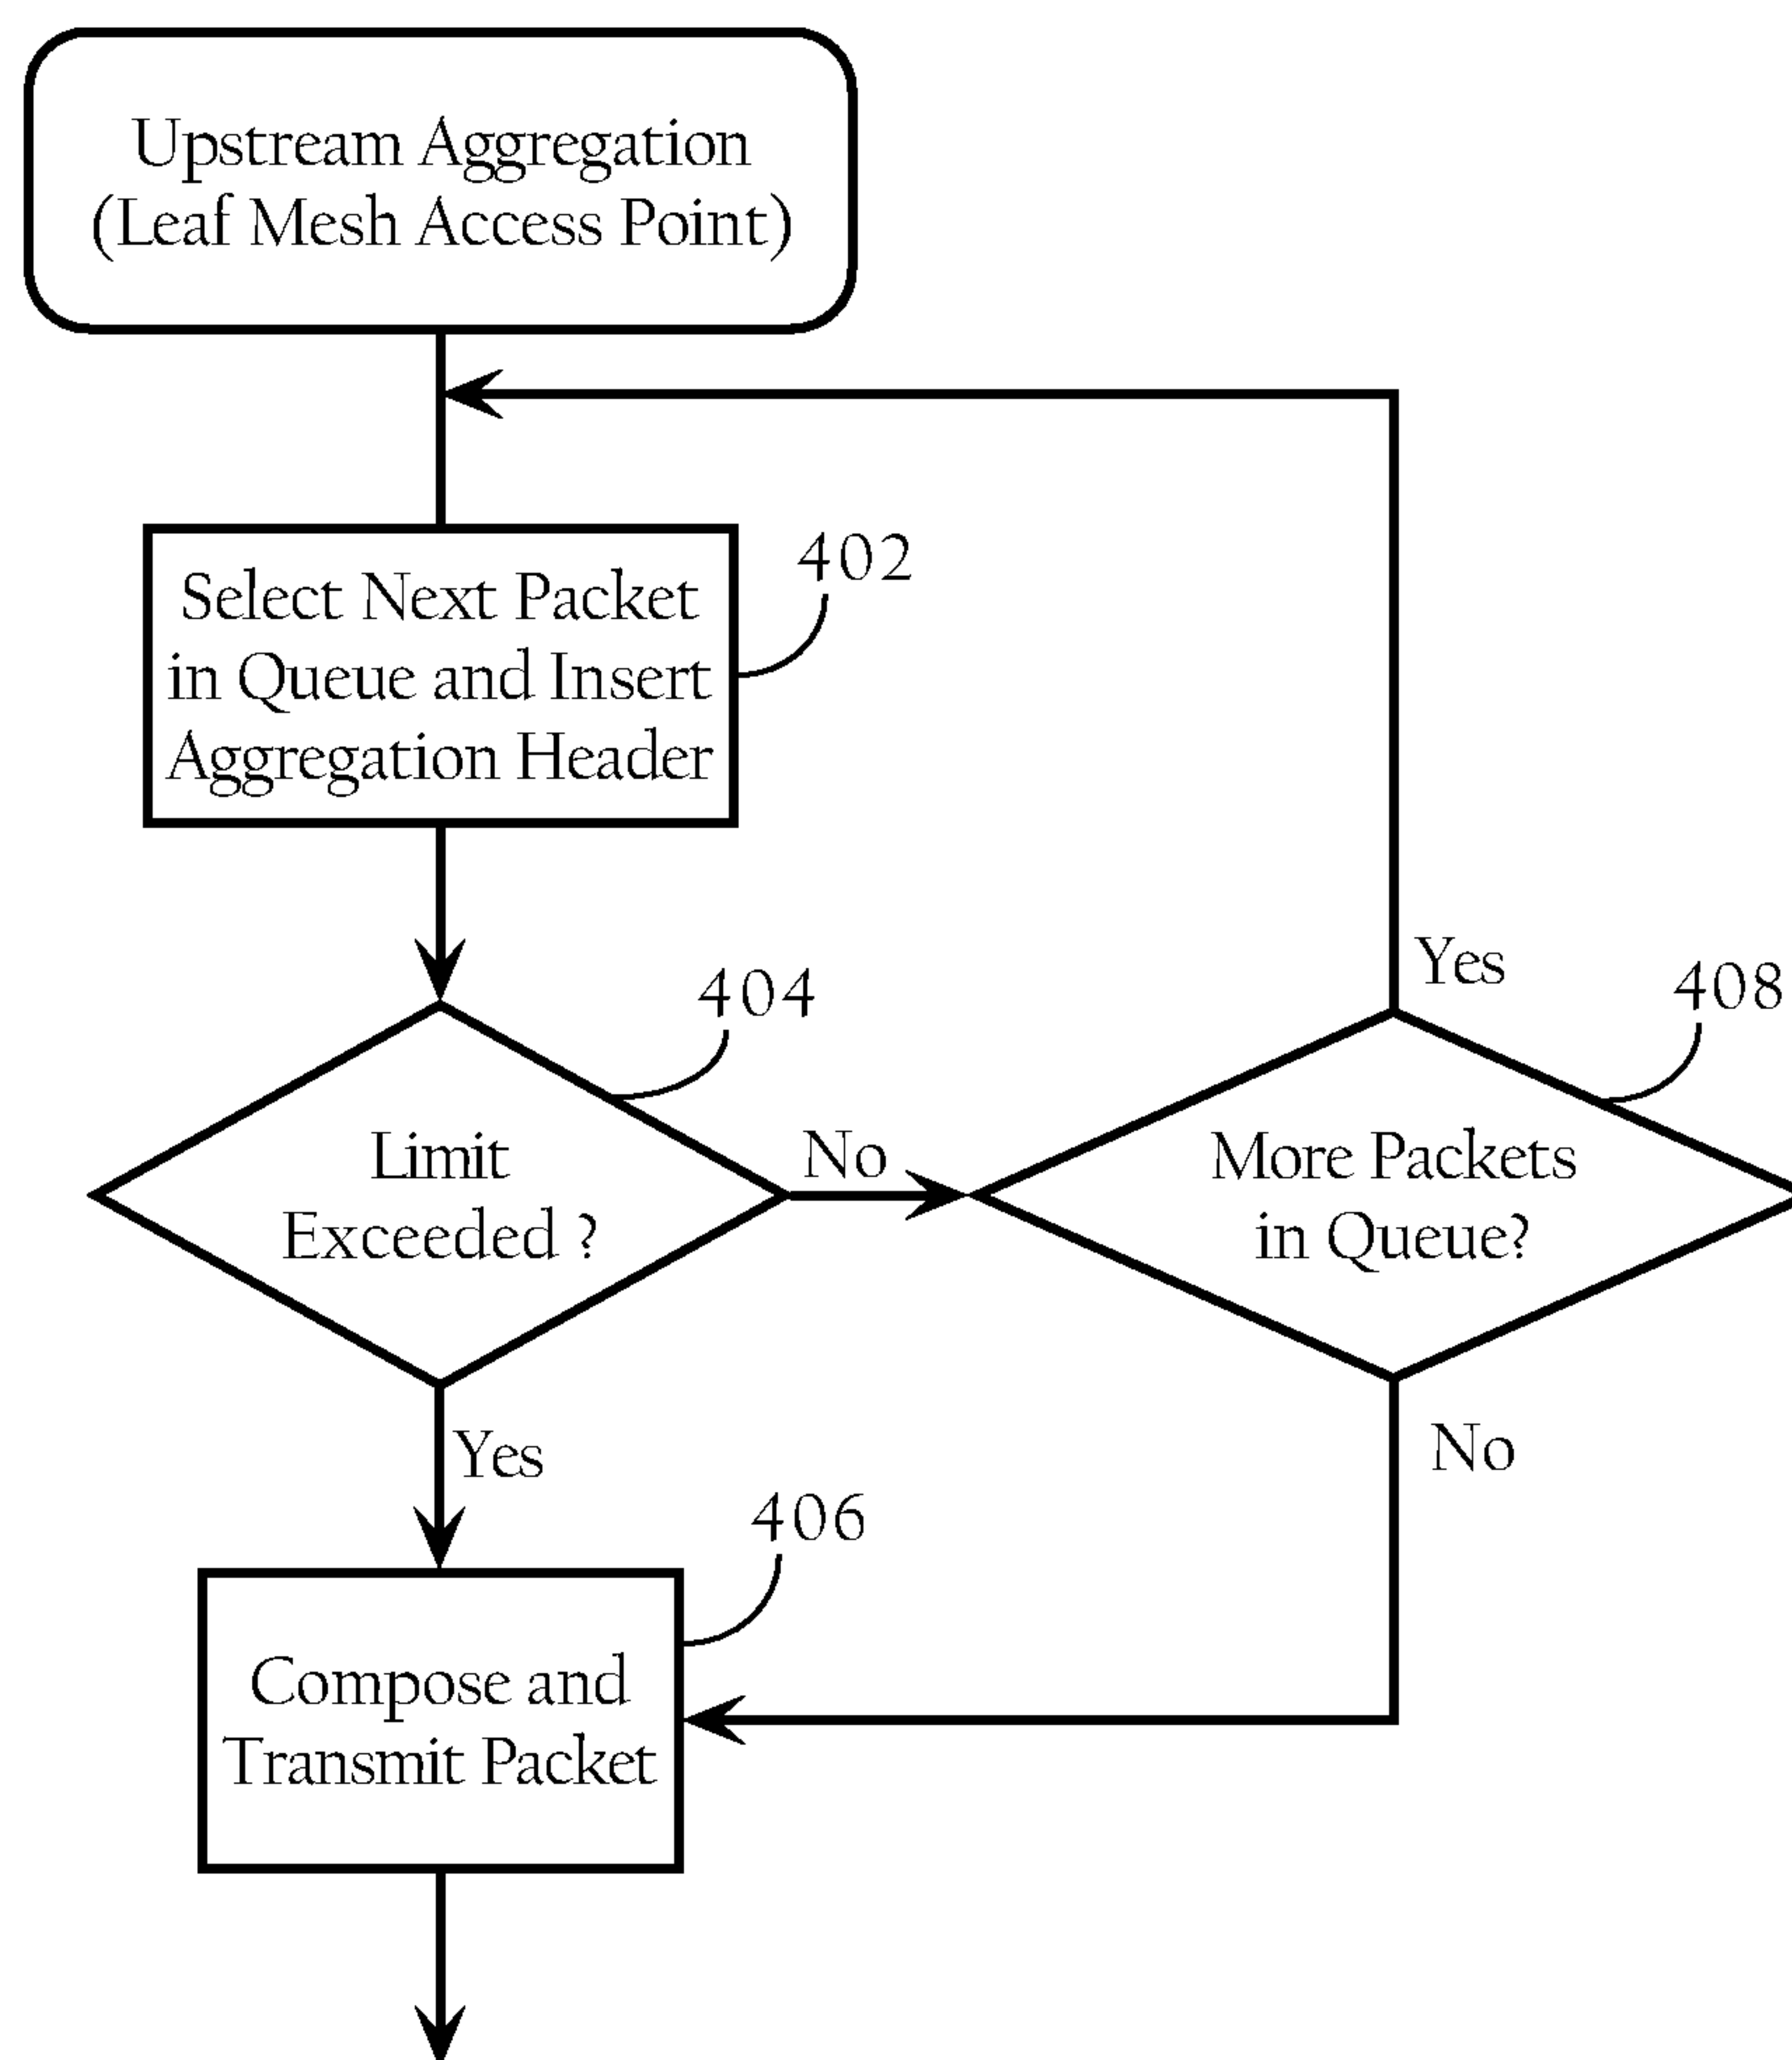 Upstream Aggregation
(Leaf Mesh Access Point)
402
Select Next Packet
in Queue and Insert
Aggregation Header
Yes
404
408
Limit
Exceeded ?
No
More Packets
in Queue?
Yes
No
406
Compose and
Transmit Packet